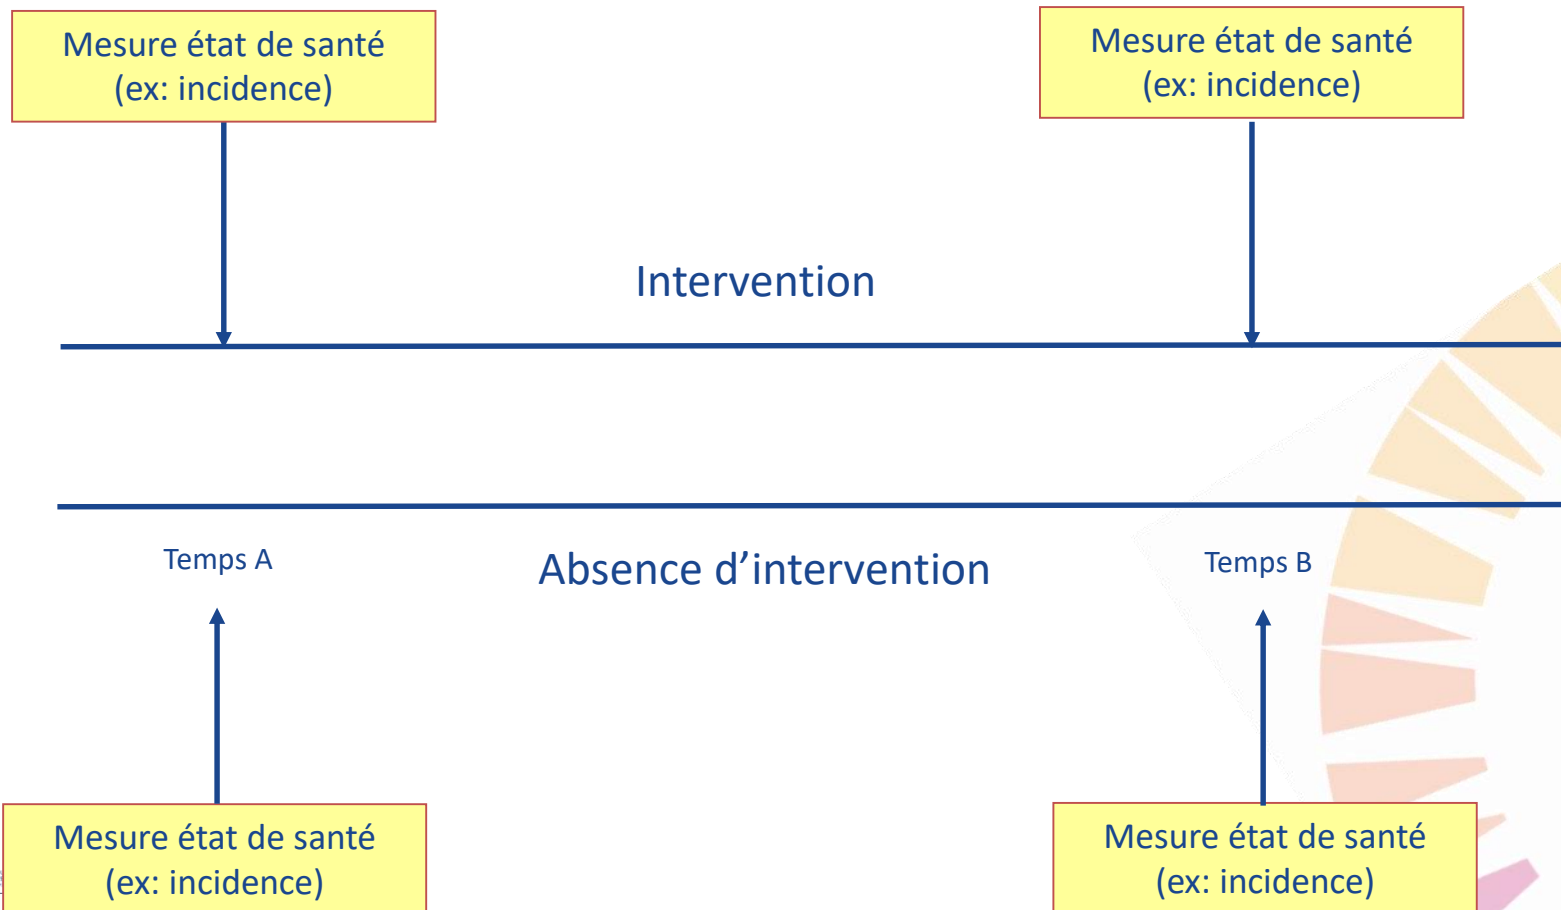 Mesure état de santé
(ex: incidence)
Mesure état de santé
(ex: incidence)
Intervention
Temps A
Absence d’intervention
Temps B
Mesure état de santé
(ex: incidence)
Mesure état de santé
(ex: incidence)